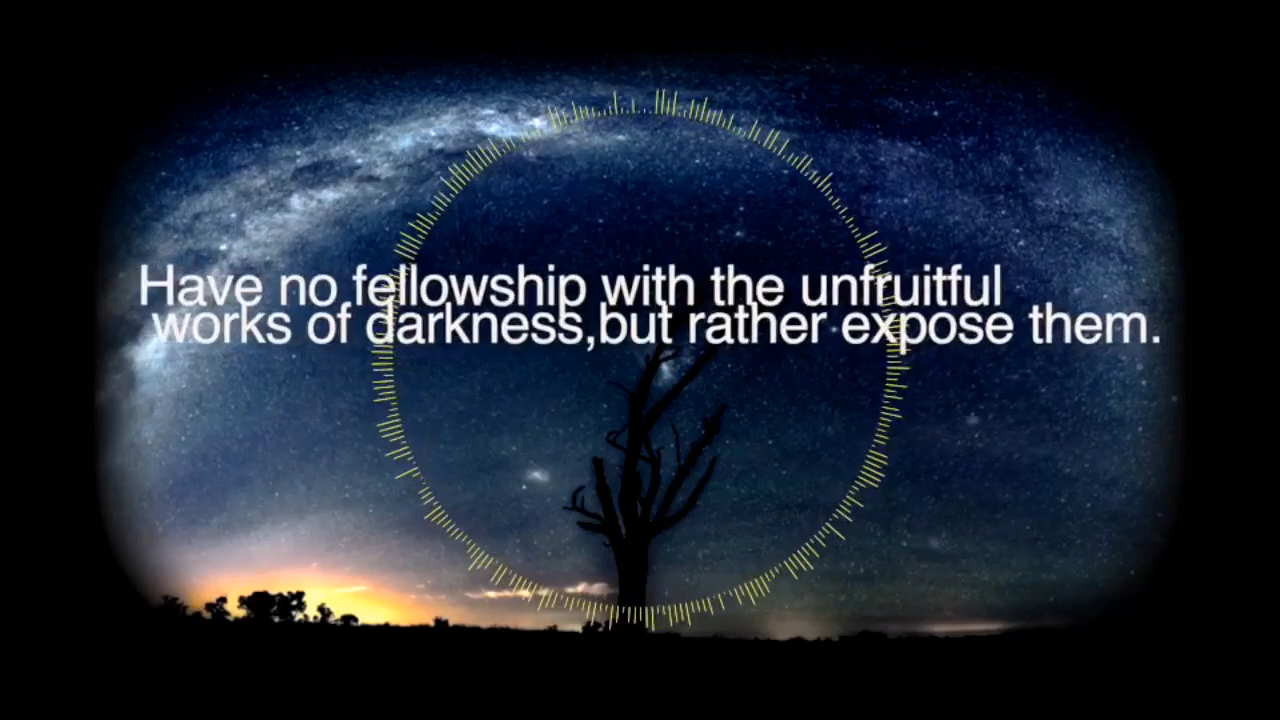 Have no fellowship with the unfruitful
works of darkness,but rather expose them.